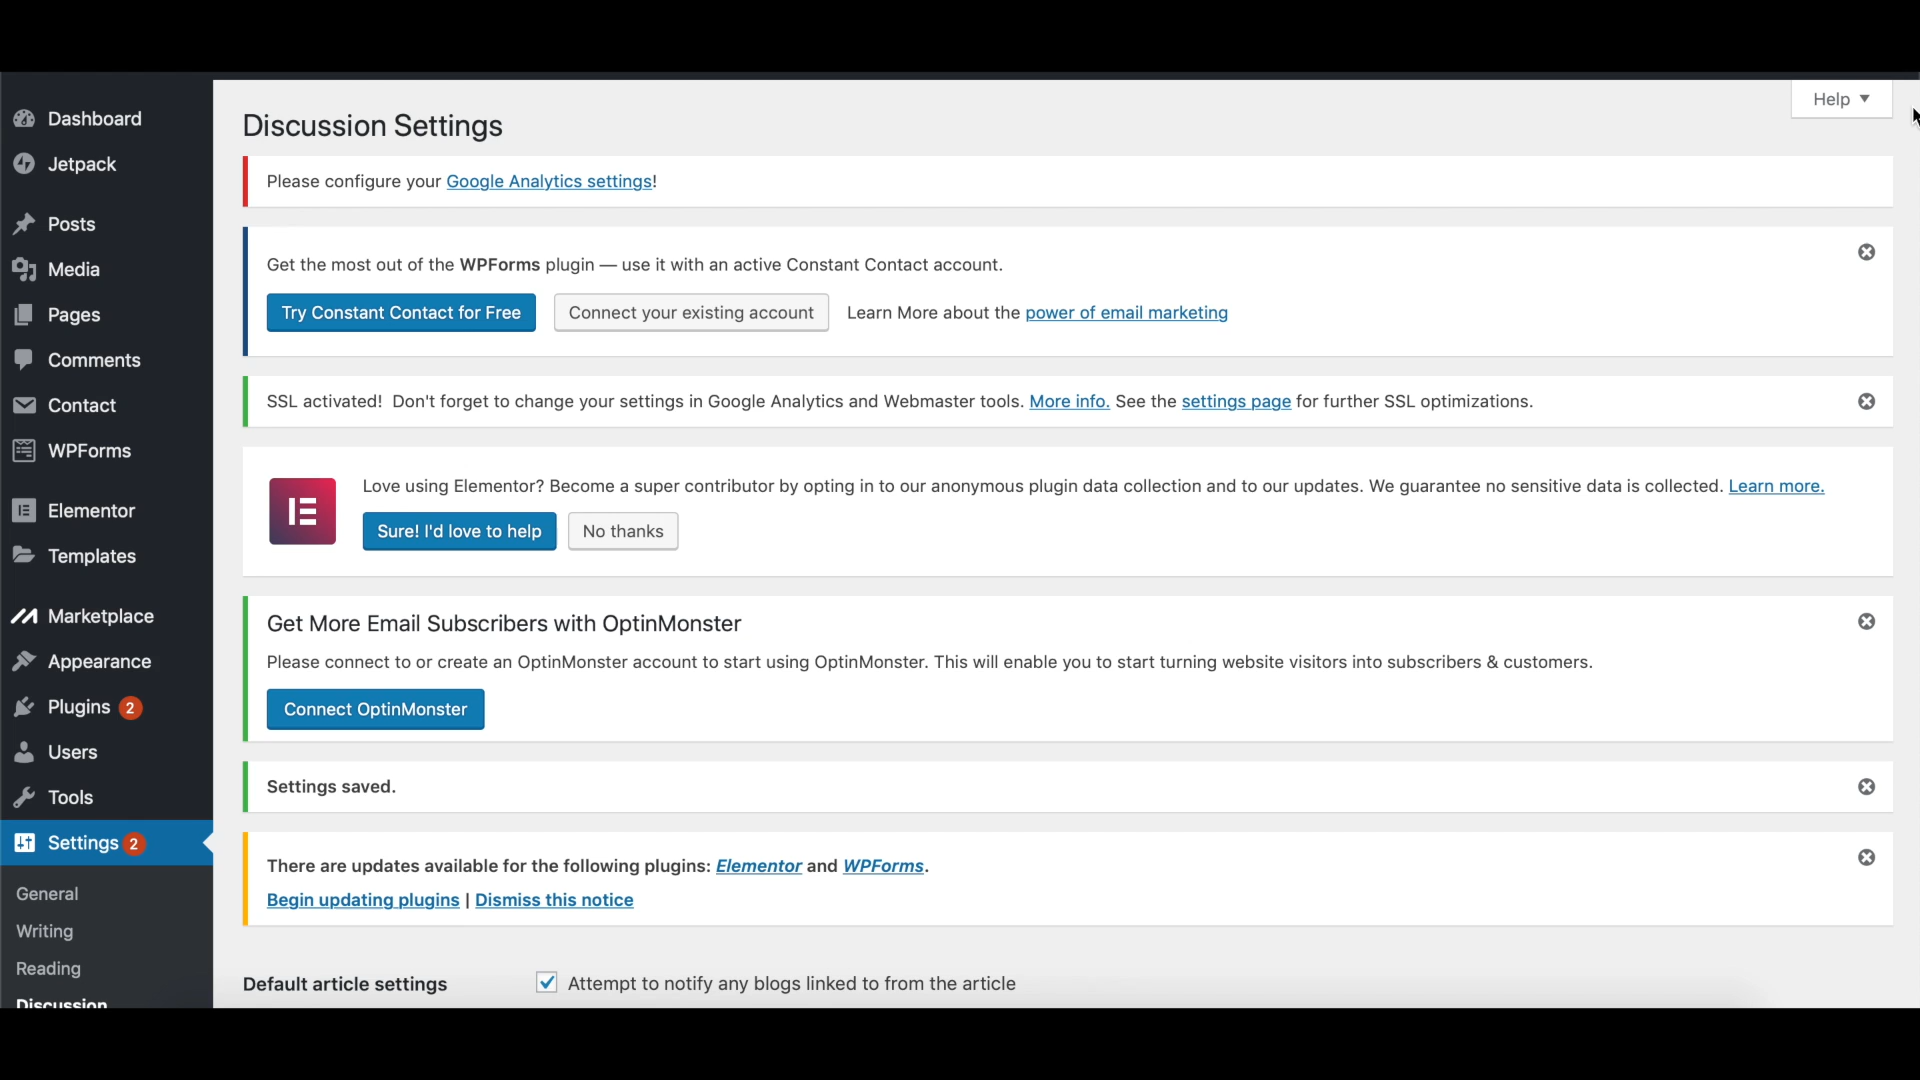 Help
Dashboard
Jetpack
Posts
Media
Pages
Comments
Contact
WPForms
Elementor
Templates
Marketplace
Appearance
Plugins 2
Users
Tools
Settings 2
General
Writing
Reading
Discussion
Discussion Settings
Please configure your Google Analytics settings!
Get the most out of the WPForms plugin — use it with an active Constant Contact account.
Try Constant Contact for Free Connect your existing account Learn More about the power of email marketing
SSL activated! Don't forget to change your settings in Google Analytics and Webmaster tools. More info. See the settings page for further SSL optimizations.
Love using Elementor? Become a super contributor by opting in to our anonymous plugin data collection and to our updates. We guarantee no sensitive data is collected. Learn more.
Sure! I'd love to help No thanks
Get More Email Subscribers with OptinMonster
Please connect to or create an OptinMonster account to start using OptinMonster. This will enable you to start turning website visitors into subscribers & customers.
Connect OptinMonster
Settings saved.
There are updates available for the following plugins: Elementor and WPForms.
Begin updating plugins | Dismiss this notice
Default article settings Attempt to notify any blogs linked to from the article